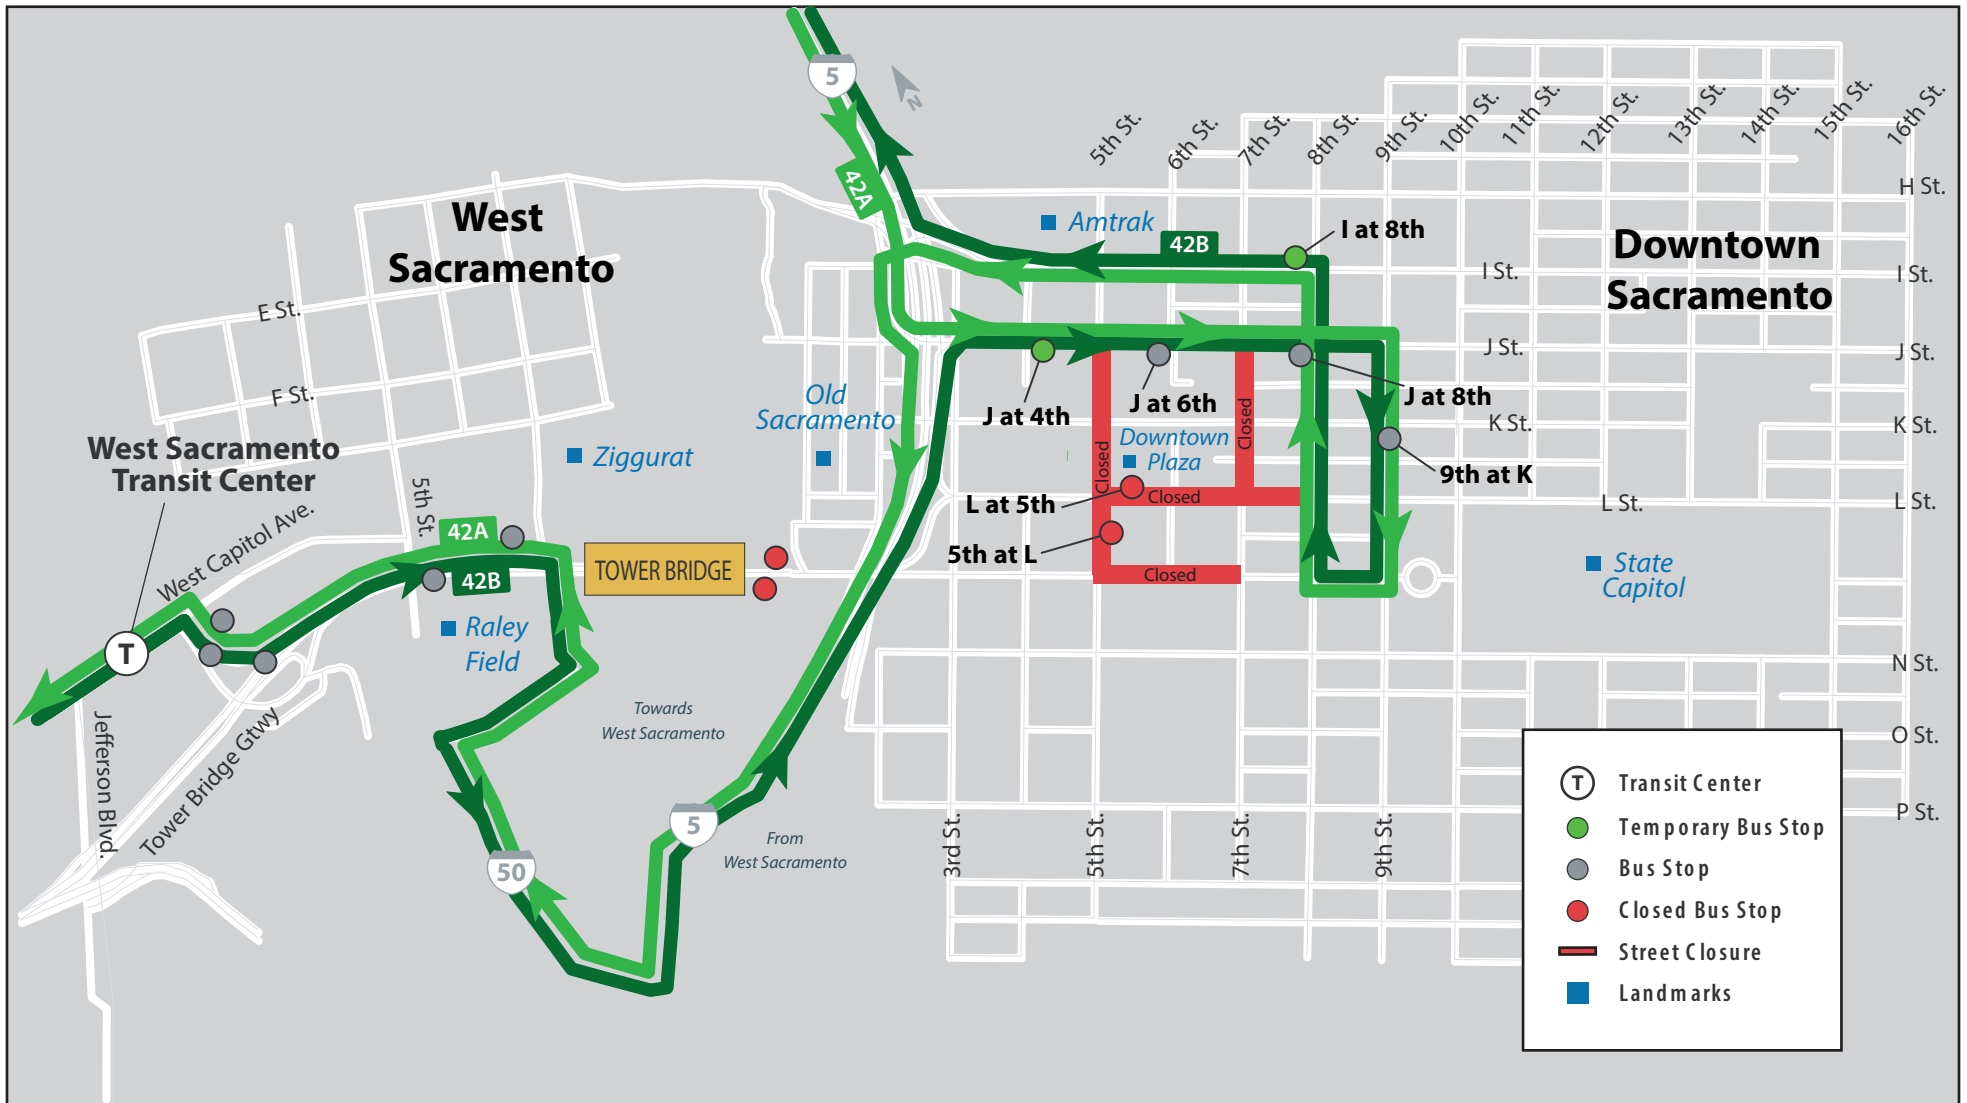 5
N
42A
5th St.
6th St.
7th St.
8th St.
9th St.
10th St.
11th St.
12th St.
13th St.
14th St.
15th St.
16th St.
H St.
West
Sacramento
Amtrak
42B
I at 8th
Downtown
Sacramento
I St.
I St.
E St.
F St.
J St.
J St.
Old
Sacramento
J at 4th
J at 6th
J at 8th
K St.
K St.
Downtown
Plaza
Closed
Closed
9th at K
West Sacramento
Transit Center
Ziggurat
L at 5th
Closed
L St.
L St.
5th St.
West Capitol Ave.
42A
5th at L
TOWER BRIDGE
42B
Closed
State
Capitol
T
Raley
Field
N St.
Jefferson Blvd.
Tower Bridge Gtwy
Towards
West Sacramento
O St.
5
From
West Sacramento
50
3rd St.
5th St.
7th St.
9th St.
P St.
T Transit Center
Temporary Bus Stop
Bus Stop
Closed Bus Stop
Street Closure
Landmarks